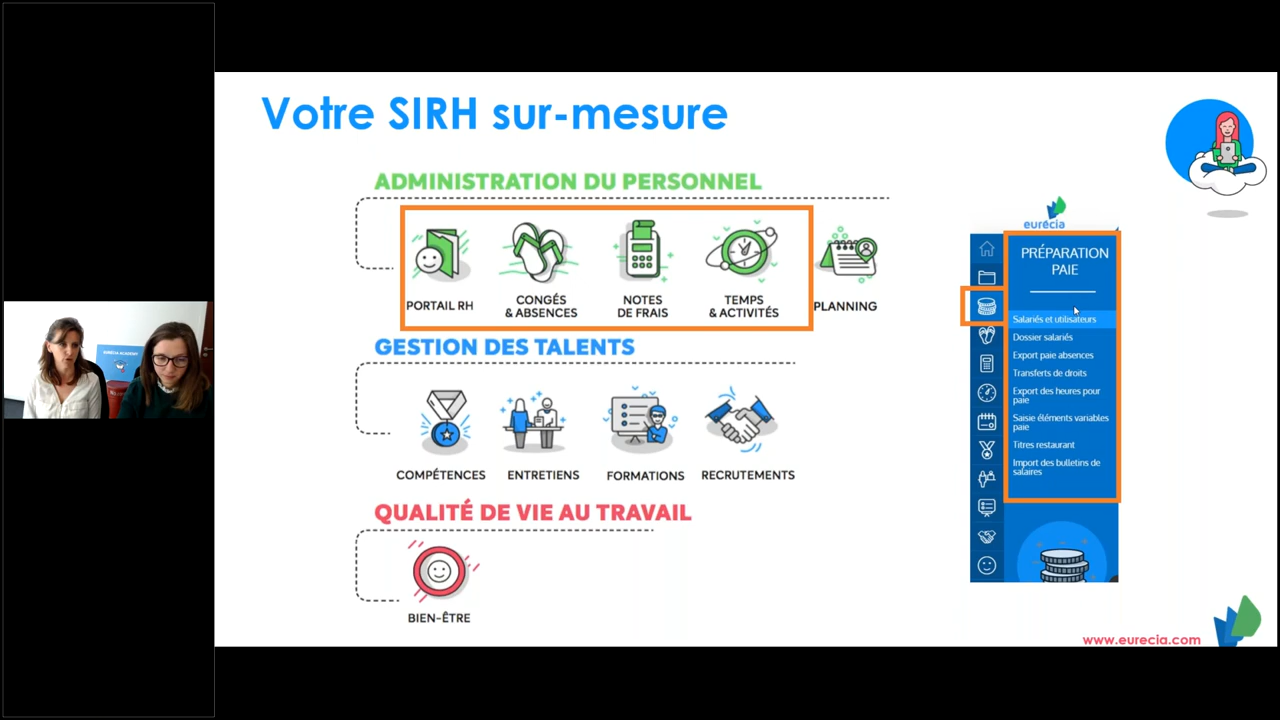 Votre SIRH sur-mesure
ADMINISTRATION DU PERSONNEL
PORTAIL RH
CONGÉS
& ABSENCES
NOTES
DE FRAIS
TEMPS
& ACTIVITÉS
PLANNING
GESTION DES TALENTS
COMPÉTENCES
ENTRETIENS
FORMATIONS
RECRUTEMENTS
QUALITÉ DE VIE AU TRAVAIL
BIEN-ÊTRE
eurécia
PRÉPARATION
PAIE
Salariés et utilisateurs
Dossier salariés
Export paie absences
Transferts de droits
Export des heures pour
paie
Saisie éléments variables
paie
Titres restaurant
Import des bulletins de
salaires
www.eurecia.com
EURÉCIA ACADEMY